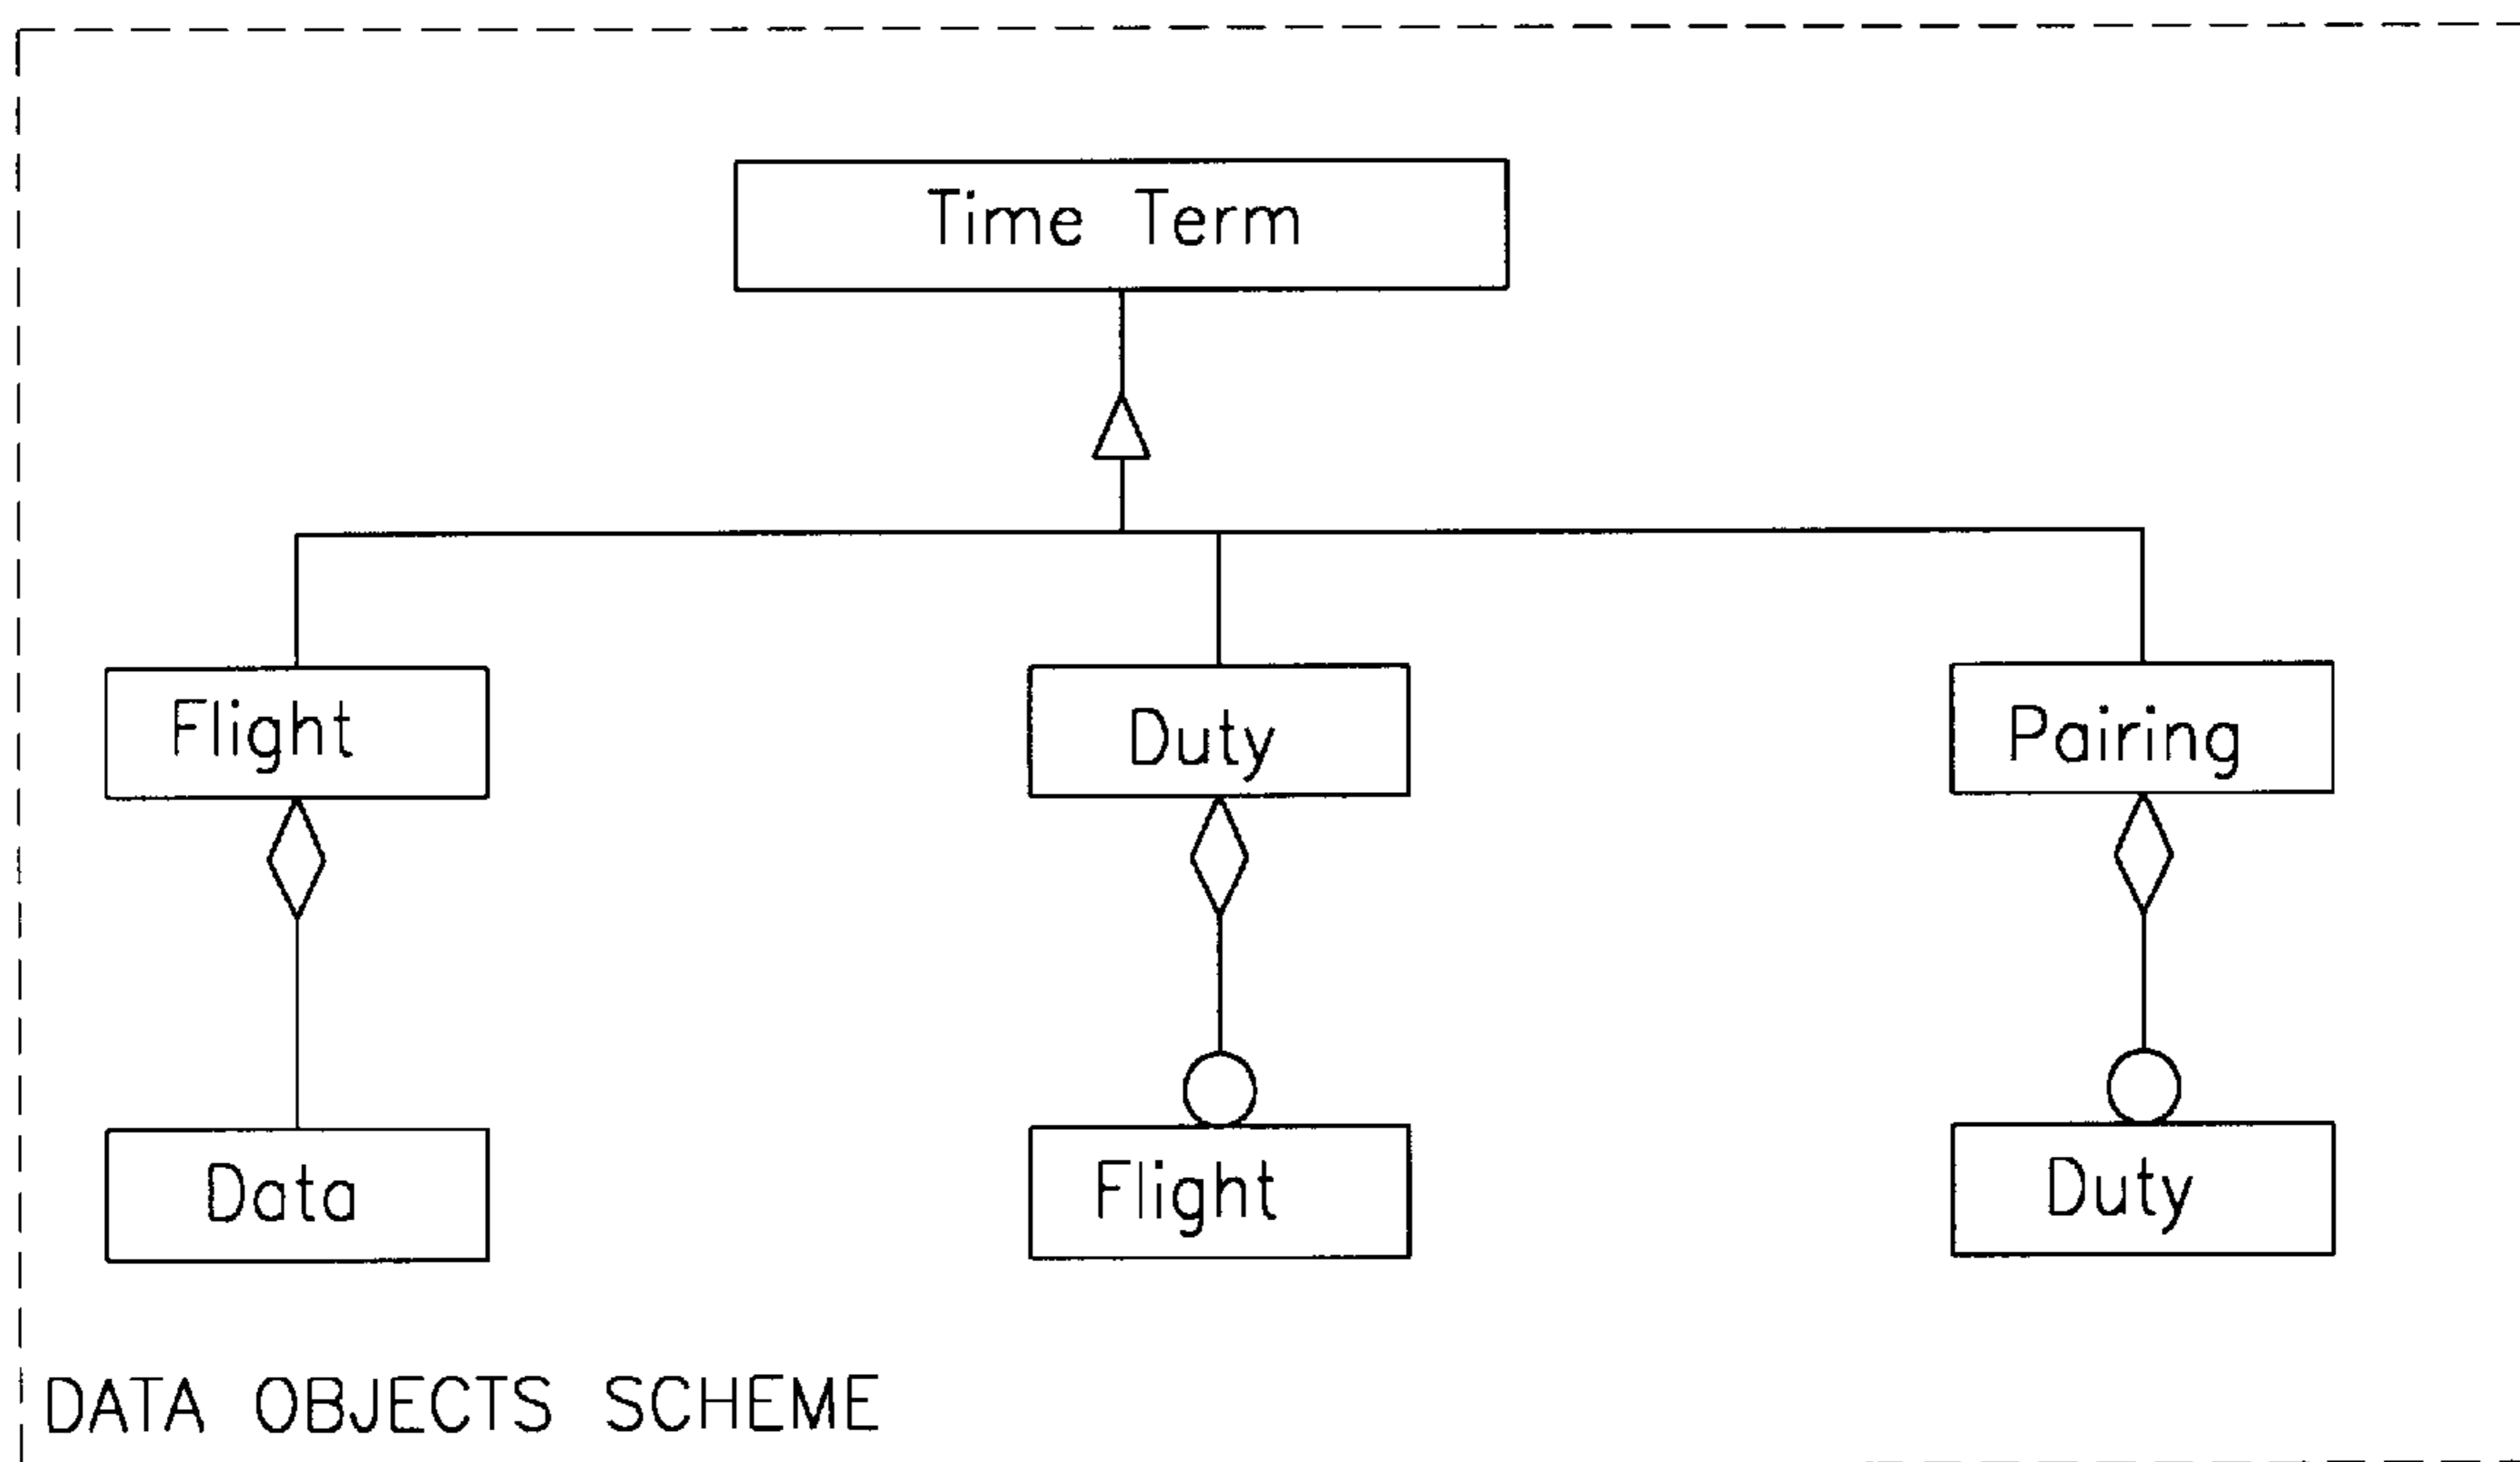 Time Term
Flight
Duty
Pairing
Data
Flight
Duty
DATA OBJECTS SCHEME